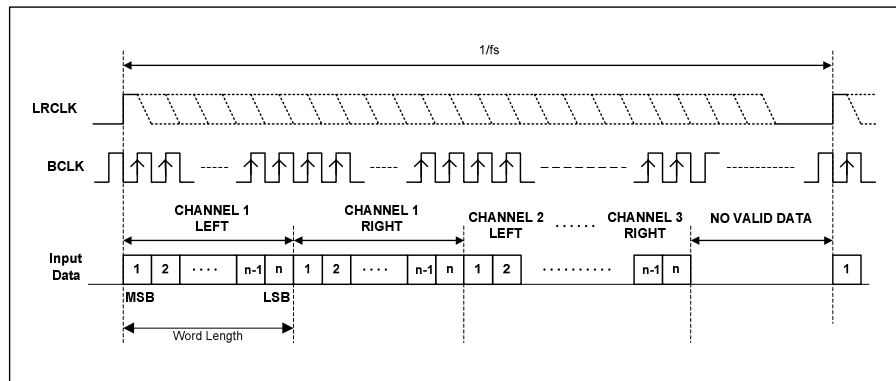 1/fs
LRCLK
BCLK
CHANNEL 1
LEFT
CHANNEL 1
RIGHT
CHANNEL 2
LEFT
CHANNEL 3
RIGHT
NO VALID DATA
Input
Data
1 2 n-1 n 1 2 n-1 n 1 2 n-1 n 1
MSB LSB
Word Length